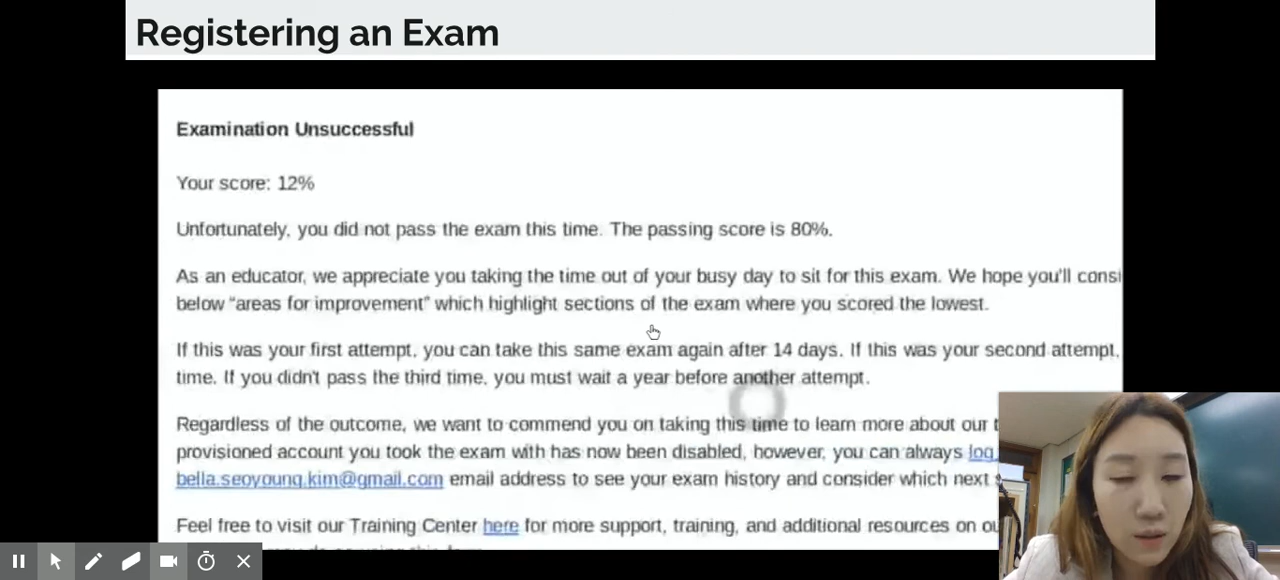 Registering an Exam
Examination Unsuccessful
Your score: 12%
Unfortunately, you did not pass the exam this time. The passing score is 80%.
As an educator, we appreciate you taking the time out of your busy day to sit for this exam. We hope you'll consi
below "areas for improvement" which highlight sections of the exam where you scored the lowest.
If this was your first attempt, you can take this same exam again after 14 days. If this was your second attempt,
time. If you didn't pass the third time, you must wait a year before another attempt.
Regardless of the outcome, we want to commend you on taking this time to learn more about our
provisioned account you took the exam with has now been disabled, however, you can always log
bella.seoyoung.kim@gmail.com email address to see your exam history and consider which next
Feel free to visit our Training Center here for more support, training, and additional resources on ou